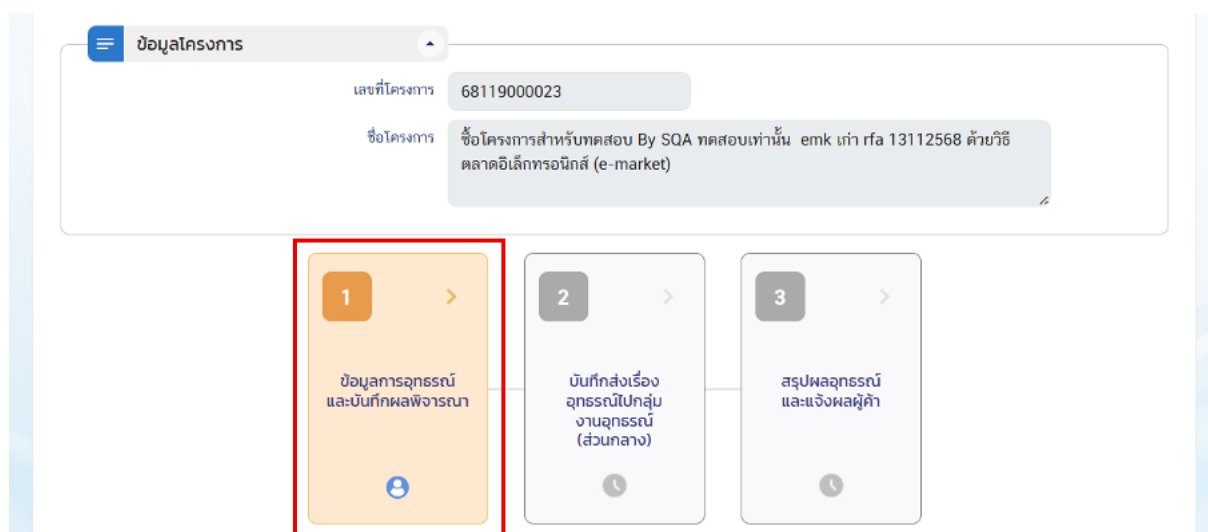 ข้อมูลโครงการ
เลขที่โครงการ 68119000023
ชื่อโครงการ ซื้อโครงการสำหรับทดสอบ By SQA ทดสอบเท่านั้น emk เก่า rfa 13112568 ด้วยวิธี
ตลาดอิเล็กทรอนิกส์ (e-market)
1
ข้อมูลการอุทธรณ์
และบันทึกผลพิจารณา
2
บันทึกส่งเรื่อง
อุทธรณ์ไปกลุ่ม
งานอุทธรณ์
(ส่วนกลาง)
3
สรุปผลอุทธรณ์
และแจ้งผลผู้ค้า